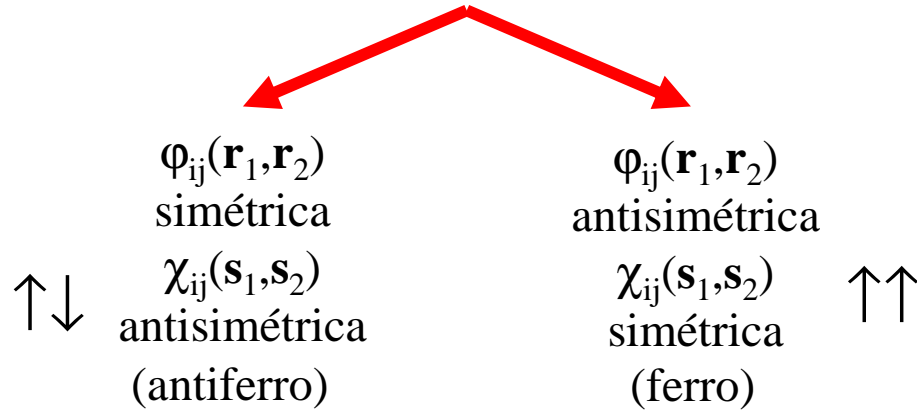 φij(r1,r2)
simétrica
χij(s1,s2)
↑↓
antisimétrica
(antiferro)
φij(r1,r2)
antisimétrica
χij(s1,s2)
↑↑
simétrica
(ferro)